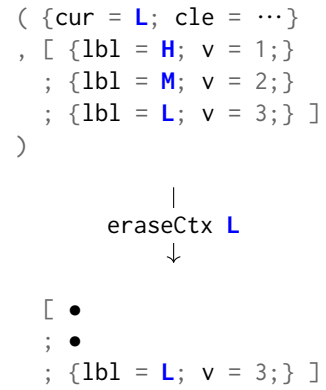 ( {cur = L; cle = ⋯}
, [ {lbl = H; v = 1;}
; {lbl = M; v = 2;}
; {lbl = L; v = 3;} ]
)
eraseCtx L
[ •
; •
; {lbl = L; v = 3;} ]